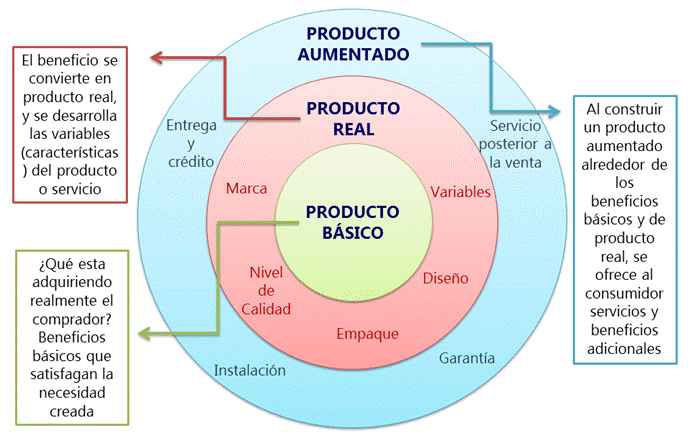 PRODUCTO
AUMENTADO
El beneficio se
convierte en
producto real,
y se desarrolla
las variables
(características
) del producto
o servicio
PRODUCTO
REAL
Entrega
y
crédito
Servicio
posterior a
la venta
Al construir
un producto
aumentado
alrededor de
los
beneficios
básicos y de
producto
real, se
ofrece al
consumidor
servicios y
beneficios
adicionales
Marca
Variables
PRODUCTO
BÁSICO
¿Qué esta
adquiriendo
realmente el
comprador?
Beneficios
básicos que
satisfagan la
necesidad
creada
Nivel
de
Calidad
Diseño
Empaque
Instalación
Garantía